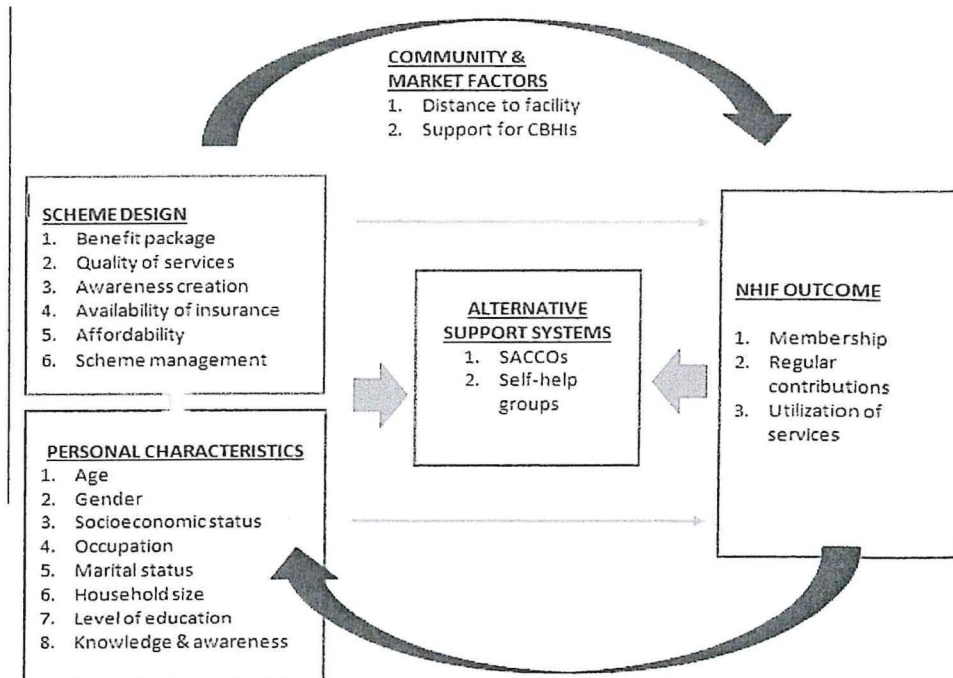 COMMUNITY &
MARKET FACTORS
1. Distance to facility
2. Support for CBHIs
SCHEME DESIGN
1. Benefit package
2. Quality of services
3. Awareness creation
4. Availability of insurance
5. Affordability
6. Scheme management
ALTERNATIVE
SUPPORT SYSTEMS
1. SACCOs
2. Self-help
groups
NHIF OUTCOME
1. Membership
2. Regular
contributions
3. Utilization of
services
PERSONAL CHARACTERISTICS
1. Age
2. Gender
3. Socioeconomic status
4. Occupation
5. Marital status
6. Household size
7. Level of education
8. Knowledge & awareness